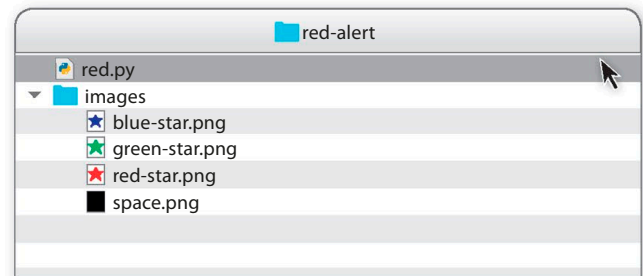 red-alert
red.py
images
blue-star.png
green-star.png
red-star.png
space.png